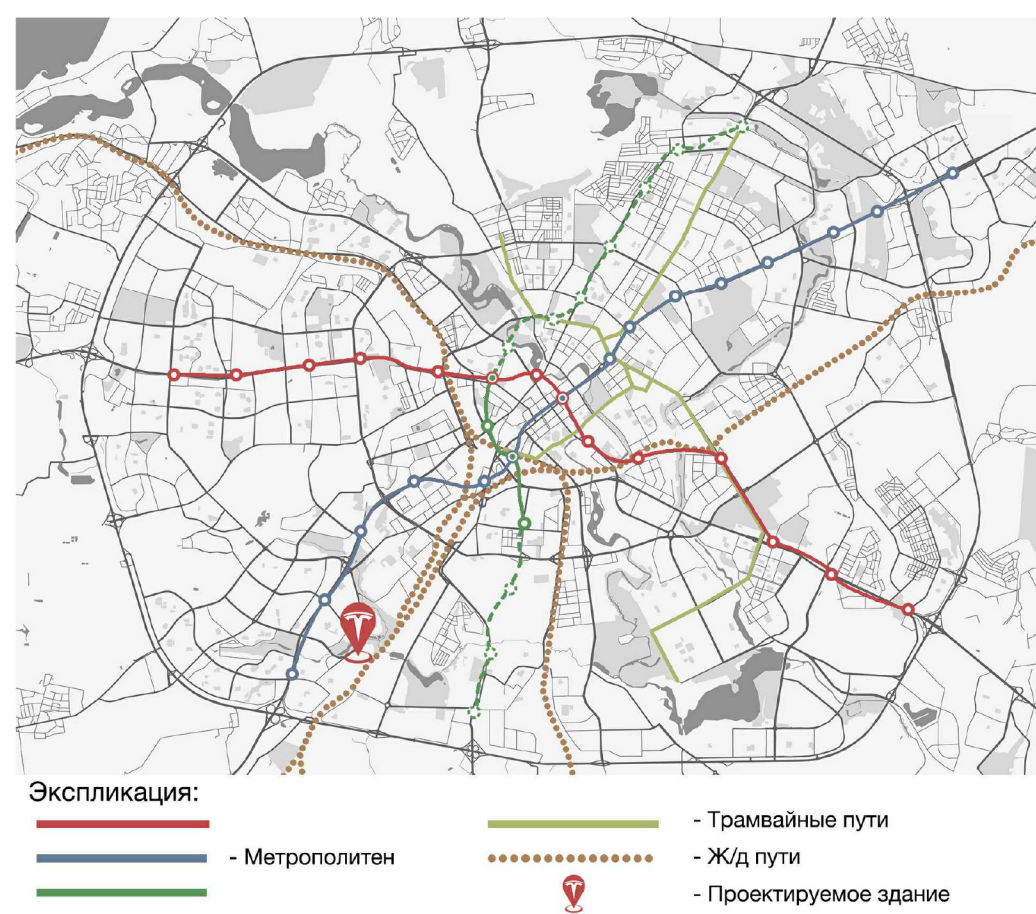 Экспликация:
- Метрополитен
- Трамвайные пути
- Ж/д пути
- Проектируемое здание